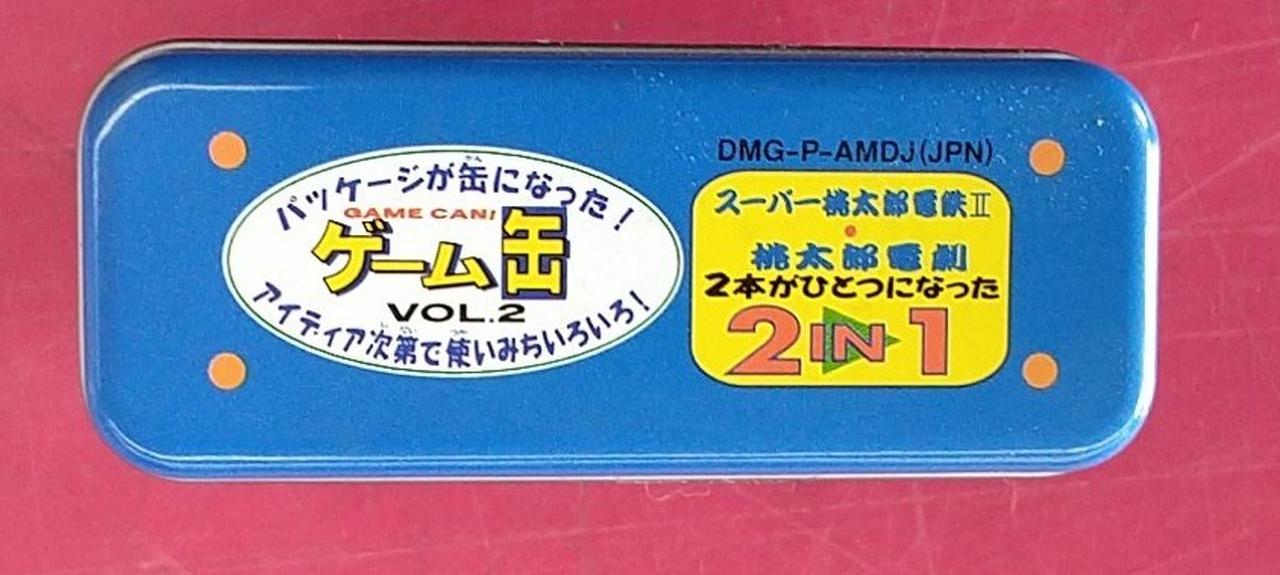 パッケージが缶になった!
GAME CAN!
ゲーム缶
VOL.2
アイディア次第で使いみちいろいろ!
DMG-P-AMDJ(JPN)
スーパー桃太郎電鉄II
・
桃太郎電劇
2本がひとつになった
2IN1